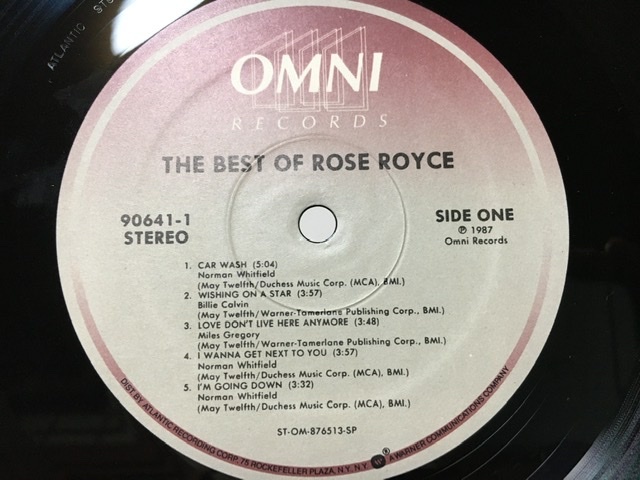 ATLANTIC STS
OMNI
RECORDS
THE BEST OF ROSE ROYCE
90641-1
STEREO
SIDE ONE
℗ 1987
Omni Records
1. CAR WASH (5:04)
Norman Whitfield
(May Twelfth/Duchess Music Corp. (MCA), BMI.)
2. WISHING ON A STAR (3:57)
Billie Calvin
(May Twelfth/Warner-Tamerlane Publishing Corp., BMI.)
3. LOVE DON'T LIVE HERE ANYMORE (3:48)
Miles Gregory
(May Twelfth/Warner-Tamerlane Publishing Corp., BMI.)
4. I WANNA GET NEXT TO YOU (3:57)
Norman Whitfield
(May Twelfth/Duchess Music Corp. (MCA), BMI.)
5. I'M GOING DOWN (3:32)
Norman Whitfield
(May Twelfth/Duchess Music Corp. (MCA), BMI.)
ST-OM-876513-SP
DIST. BY ATLANTIC RECORDING CORP. 75 ROCKEFELLER PLAZA, N.Y., N.Y. ® A WARNER COMMUNICATIONS COMPANY